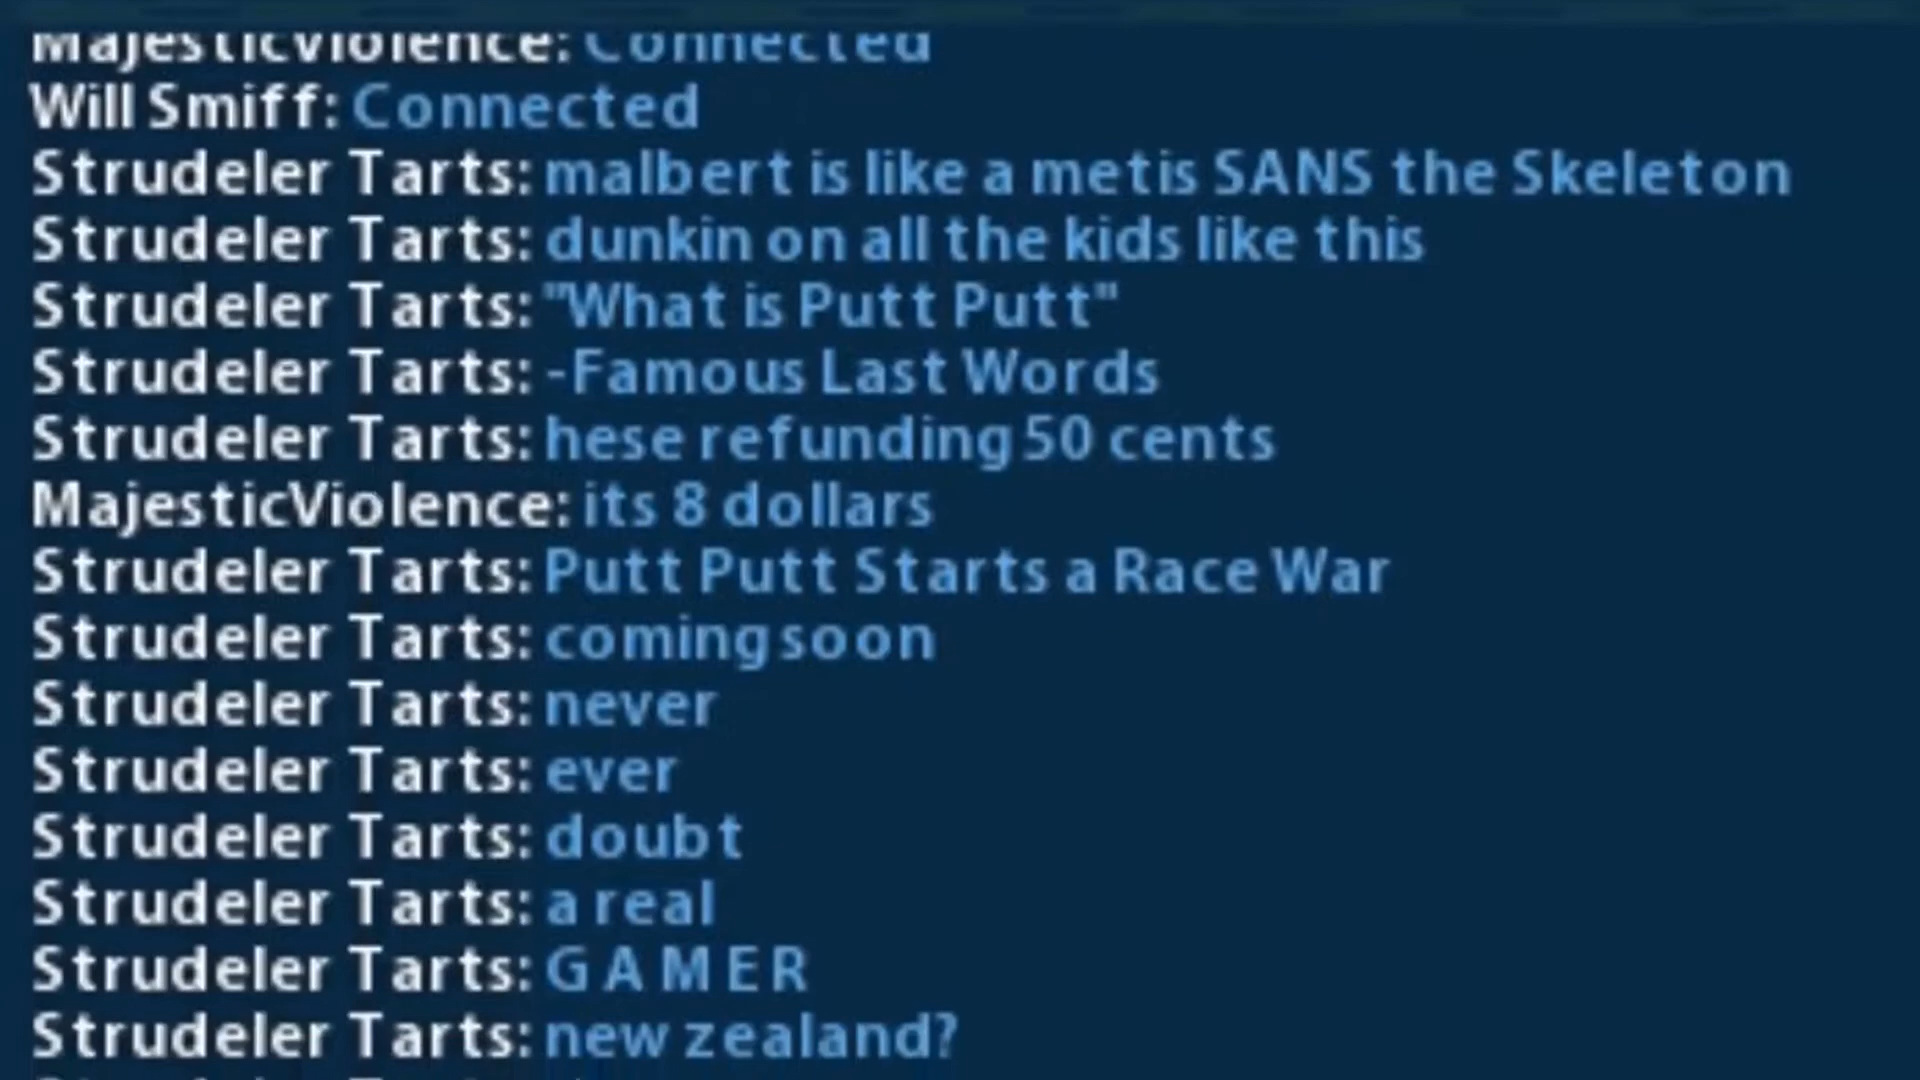 MajesticViolence: Connected
Will Smiff: Connected
Strudeler Tarts: malbert is like a metis SANS the Skeleton
Strudeler Tarts: dunkin on all the kids like this
Strudeler Tarts: "What is Putt Putt"
Strudeler Tarts: -Famous Last Words
Strudeler Tarts: hese refunding 50 cents
MajesticViolence: its 8 dollars
Strudeler Tarts: Putt Putt Starts a Race War
Strudeler Tarts: coming soon
Strudeler Tarts: never
Strudeler Tarts: ever
Strudeler Tarts: doubt
Strudeler Tarts: a real
Strudeler Tarts: G A M E R
Strudeler Tarts: new zealand?